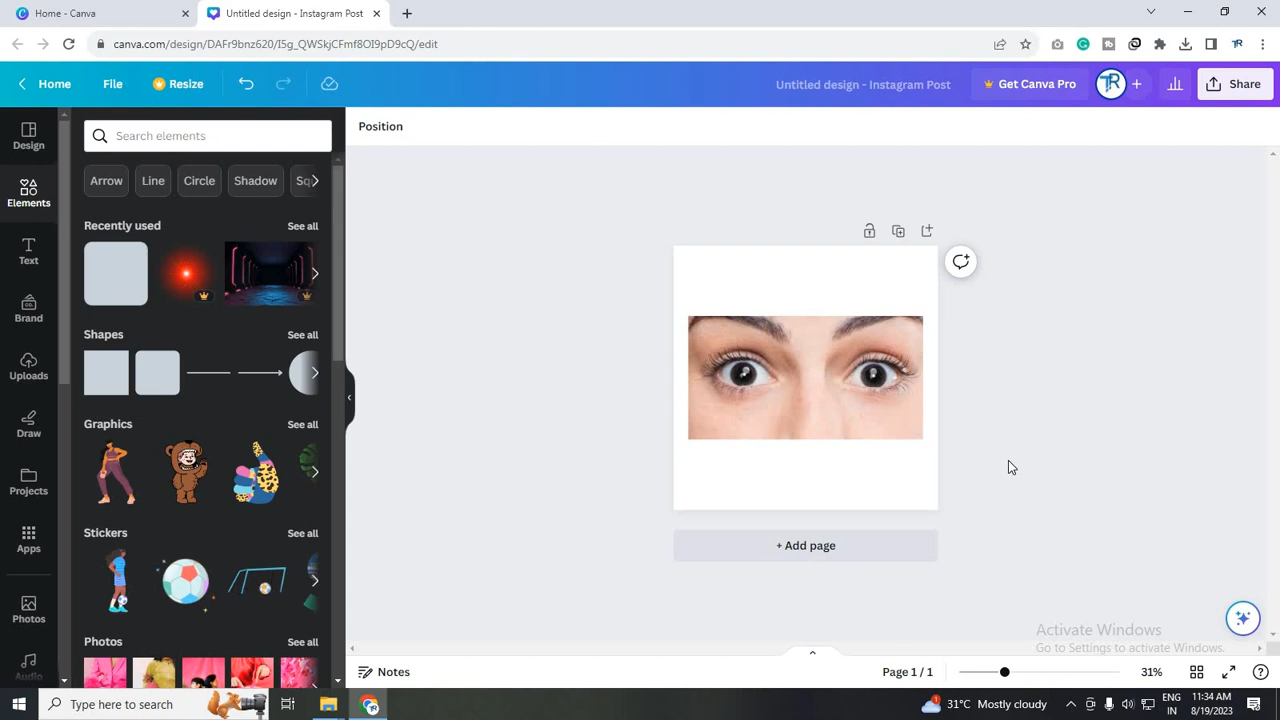 Home - Canva
Untitled design - Instagram Post
canva.com/design/DAFr9bnz620/I5g_QWSkjCFmf8OI9pD9cQ/edit
Home
File
Resize
Untitled design - Instagram Post
Get Canva Pro
TR
Share
Design
Elements
Text
Brand
Uploads
Draw
Projects
Apps
Photos
Audio
Search elements
Arrow
Line
Circle
Shadow
Recently used
See all
Shapes
See all
Graphics
See all
Stickers
See all
Photos
See all
Position
+ Add page
Activate Windows
Go to Settings to activate Windows.
Notes
Page 1 / 1
31%
Type here to search
31°C Mostly cloudy
ENG
IN
11:34 AM
8/19/2023